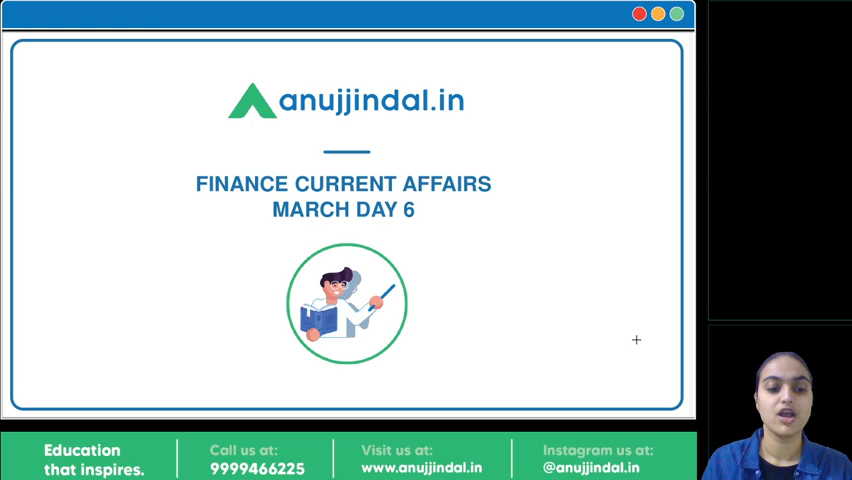 anujjindal.in
FINANCE CURRENT AFFAIRS
MARCH DAY 6
Education
that inspires.
Call us at:
9999466225
Visit us at:
www.anujjindal.in
Instagram us at:
@anujjindal.in